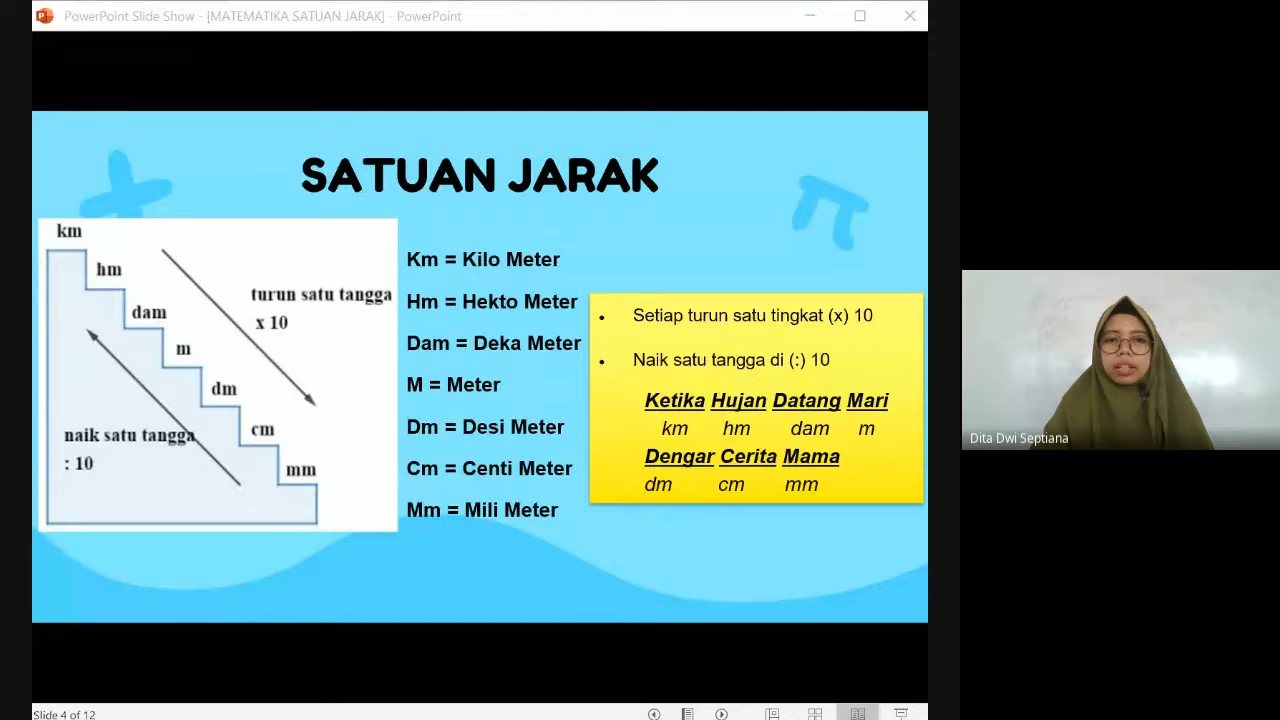 PowerPoint Slide Show - [MATEMATIKA SATUAN JARAK] - PowerPoint
SATUAN JARAK
km
hm
dam
m
dm
cm
mm
turun satu tangga
x 10
naik satu tangga
: 10
Km = Kilo Meter
Hm = Hekto Meter
Dam = Deka Meter
M = Meter
Dm = Desi Meter
Cm = Centi Meter
Mm = Mili Meter
• Setiap turun satu tingkat (x) 10
• Naik satu tangga di (:) 10
Ketika Hujan Datang Mari
km hm dam m
Dengar Cerita Mama
dm cm mm
Dita Dwi Septiana
Slide 4 of 12